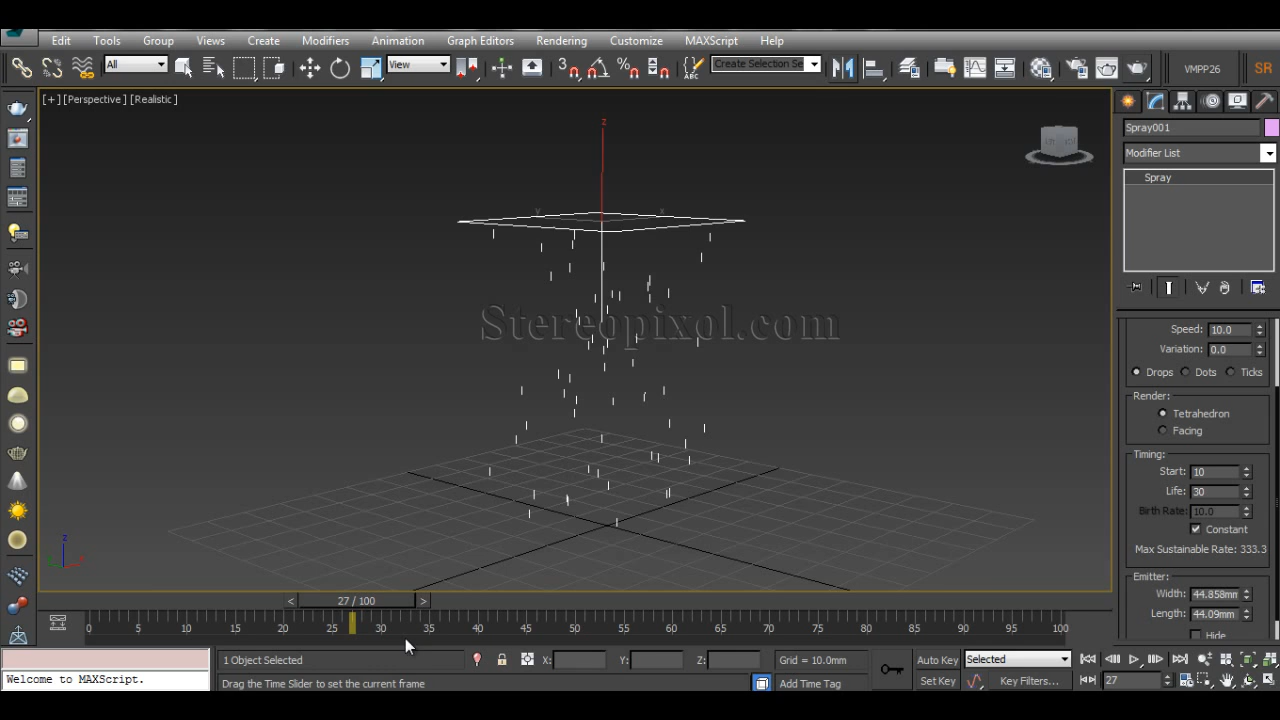 Edit Tools Group Views Create Modifiers Animation Graph Editors Rendering Customize MAXScript Help
All View Create Selection Se VMPP26 SR
[+] [Perspective] [Realistic]
z
y x
Spray001
Modifier List
Spray
Stereopixol.com
Speed: 10.0
Variation: 0.0
Drops Dots Ticks
Render:
Tetrahedron
Facing
Timing:
Start: 10
Life: 30
Birth Rate: 10.0
Constant
Max Sustainable Rate: 333.3
Emitter
Width: 44.858mm
Length: 44.09mm
Hide
z
< 27 / 100 >
0 5 10 15 20 25 30 35 40 45 50 55 60 65 70 75 80 85 90 95 100
1 Object Selected X: Y: Z: Grid = 10.0mm Auto Key Selected
Welcome to MAXScript. Drag the Time Slider to set the current frame Add Time Tag Set Key Key Filters... 27